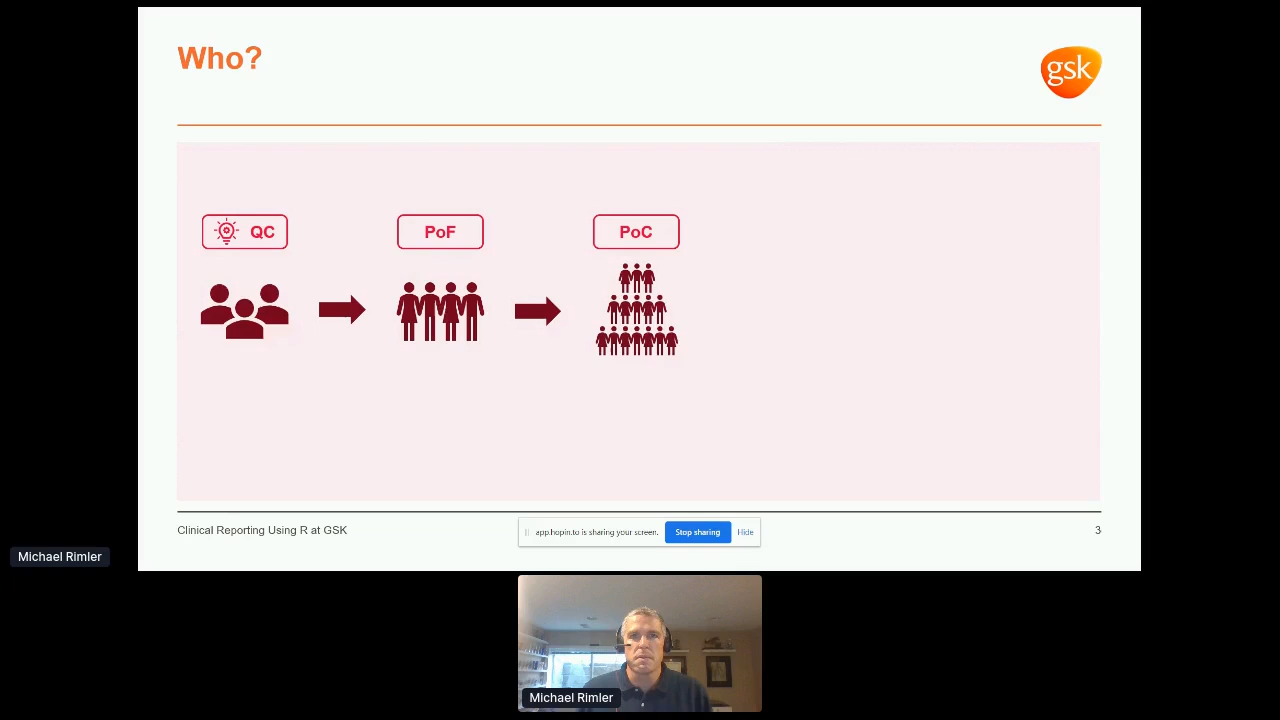 Who?
gsk
QC
PoF
PoC
Clinical Reporting Using R at GSK
app.hopin.to is sharing your screen.
Stop sharing
Hide
3
Michael Rimler
Michael Rimler